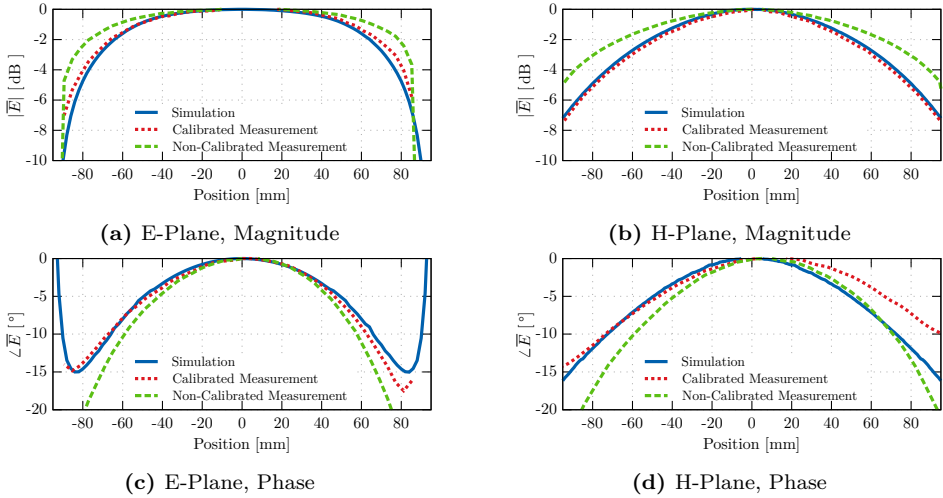 0
-2
-4
-6
-8
-10
|E| [ dB ]
Simulation
Calibrated Measurement
Non-Calibrated Measurement
-80 -60 -40 -20 0 20 40 60 80
Position [mm]
(a) E-Plane, Magnitude
0
-2
-4
-6
-8
-10
|E| [ dB ]
Simulation
Calibrated Measurement
Non-Calibrated Measurement
-80 -60 -40 -20 0 20 40 60 80
Position [mm]
(b) H-Plane, Magnitude
0
-5
-10
-15
-20
∠E [ ° ]
Simulation
Calibrated Measurement
Non-Calibrated Measurement
-80 -60 -40 -20 0 20 40 60 80
Position [mm]
(c) E-Plane, Phase
0
-5
-10
-15
-20
∠E [ ° ]
Simulation
Calibrated Measurement
Non-Calibrated Measurement
-80 -60 -40 -20 0 20 40 60 80
Position [mm]
(d) H-Plane, Phase